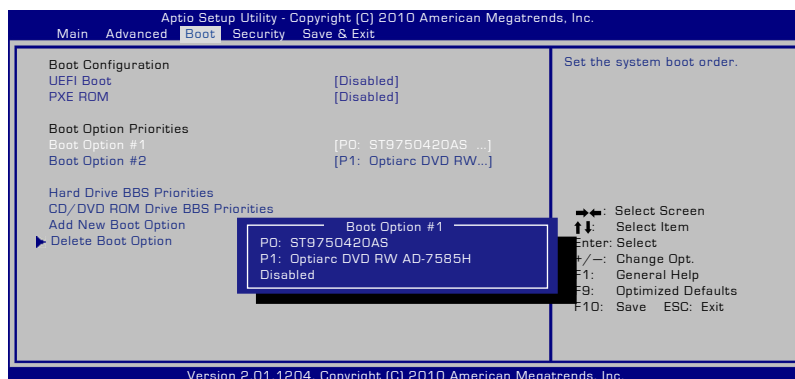 Aptio Setup Utility - Copyright (C) 2010 American Megatrends, Inc.
Main Advanced Boot Security Save & Exit
Boot Configuration
UEFI Boot [Disabled]
PXE ROM [Disabled]
Boot Option Priorities
Boot Option #1 [P0: ST9750420AS ...]
Boot Option #2 [P1: Optiarc DVD RW...]
Hard Drive BBS Priorities
CD/DVD ROM Drive BBS Priorities
Add New Boot Option
Delete Boot Option
Boot Option #1
P0: ST9750420AS
P1: Optiarc DVD RW AD-7585H
Disabled
Set the system boot order.
→←: Select Screen
↑↓: Select Item
Enter: Select
+/—: Change Opt.
F1: General Help
F9: Optimized Defaults
F10: Save ESC: Exit
Version 2.01.1204. Copyright (C) 2010 American Megatrends, Inc.